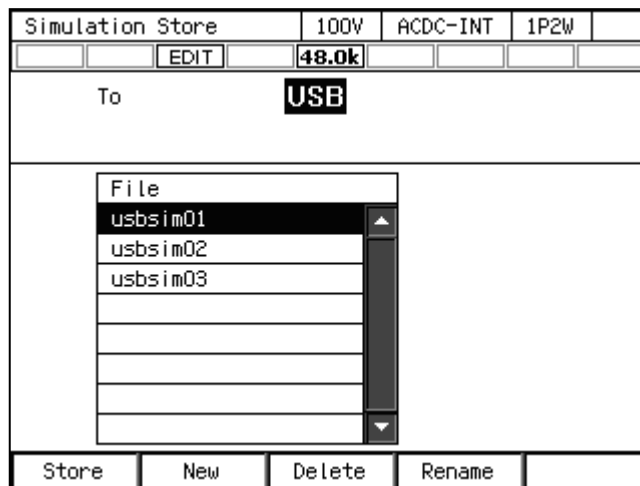 Simulation Store 100V ACDC-INT 1P2W
EDIT 48.0k
To USB
File
usbsim01
usbsim02
usbsim03
Store New Delete Rename